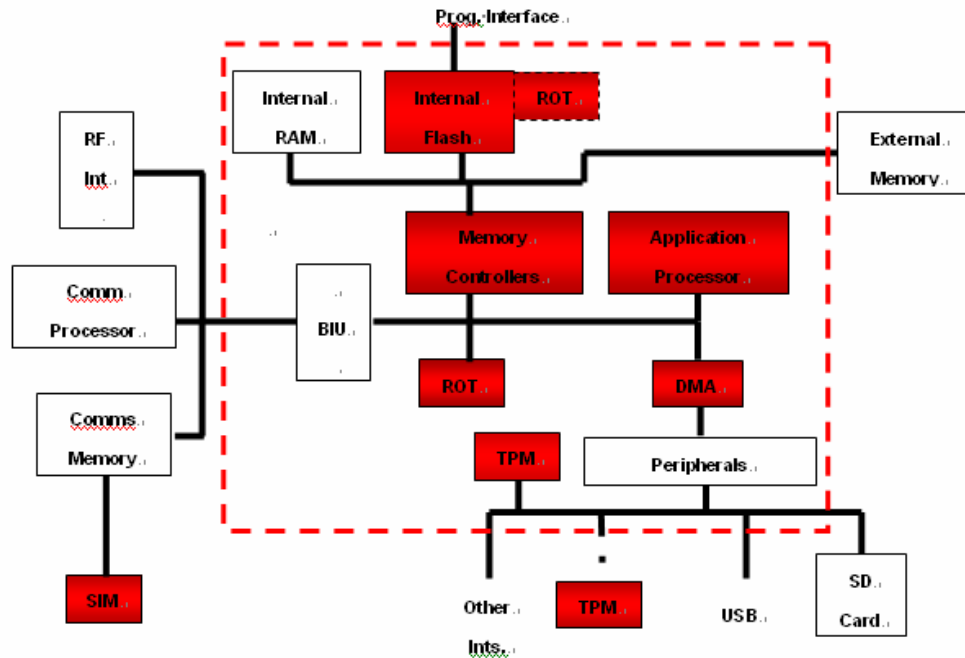 Prog. Interface
Internal
RAM
Internal
Flash
ROT
RF
Int
External
Memory
Memory
Controllers
Application
Processor
Comm
Processor
BIU
ROT
DMA
Comms
Memory
TPM
Peripherals
SIM
Other
Ints.
TPM
USB
SD
Card